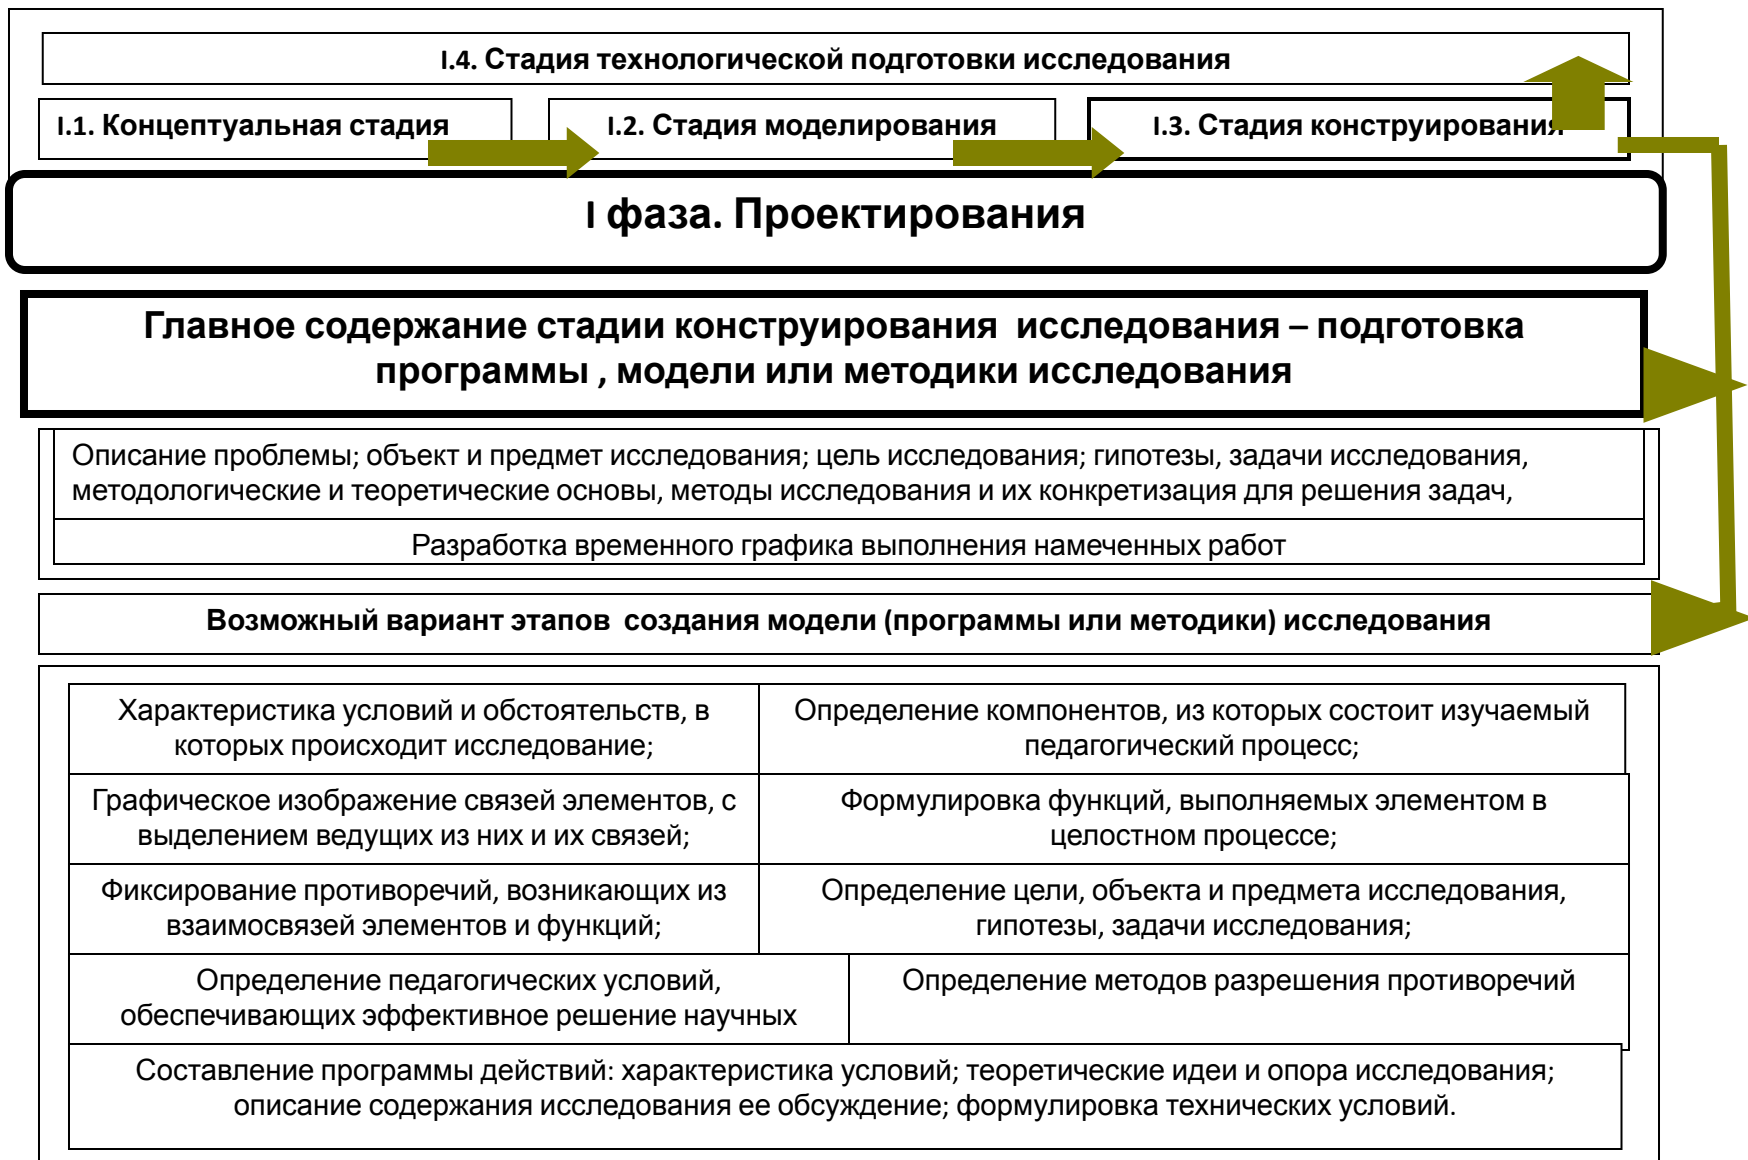 I.4. Стадия технологической подготовки исследования
I.1. Концептуальная стадия
I.2. Стадия моделирования
I.3. Стадия конструирования
I фаза. Проектирования
Главное содержание стадии конструирования исследования – подготовка
программы , модели или методики исследования
Описание проблемы; объект и предмет исследования; цель исследования; гипотезы, задачи исследования,
методологические и теоретические основы, методы исследования и их конкретизация для решения задач,
Разработка временного графика выполнения намеченных работ
Возможный вариант этапов создания модели (программы или методики) исследования
Характеристика условий и обстоятельств, в
которых происходит исследование;
Определение компонентов, из которых состоит изучаемый
педагогический процесс;
Графическое изображение связей элементов, с
выделением ведущих из них и их связей;
Формулировка функций, выполняемых элементом в
целостном процессе;
Фиксирование противоречий, возникающих из
взаимосвязей элементов и функций;
Определение цели, объекта и предмета исследования,
гипотезы, задачи исследования;
Определение педагогических условий,
обеспечивающих эффективное решение научных
Определение методов разрешения противоречий
Составление программы действий: характеристика условий; теоретические идеи и опора исследования;
описание содержания исследования ее обсуждение; формулировка технических условий.